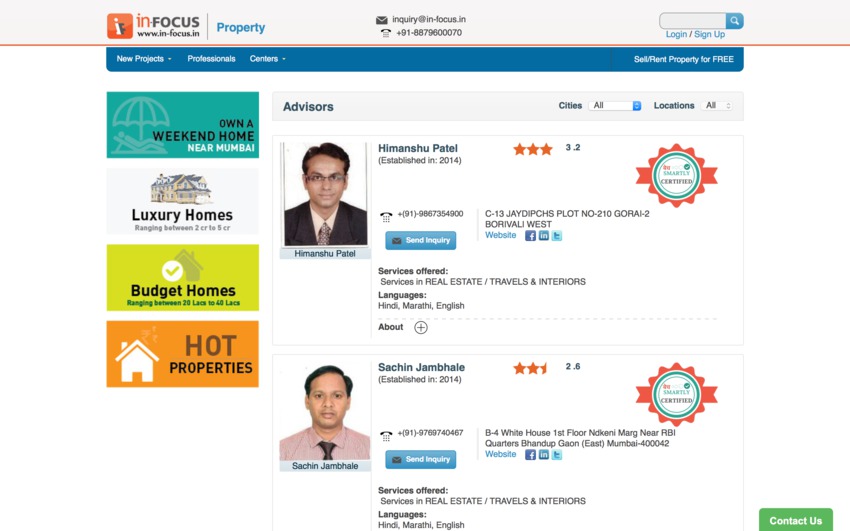 in-FOCUS
www.in-focus.in
Property
inquiry@in-focus.in
+91-8879600070
Login / Sign Up
New Projects
Professionals
Centers
Sell/Rent Property for FREE
OWN A
WEEKEND HOME
NEAR MUMBAI
Luxury Homes
Ranging between 2 cr to 5 cr
Budget Homes
Ranging between 20 Lacs to 40 Lacs
HOT
PROPERTIES
Advisors
Cities All
Locations All
Himanshu Patel
Himanshu Patel
(Established in: 2014)
3 .2
SMARTLY
CERTIFIED
+(91)-9867354900
Send Inquiry
C-13 JAYDIPCHS PLOT NO-210 GORAI-2
BORIVALI WEST
Website
Services offered:
Services in REAL ESTATE / TRAVELS & INTERIORS
Languages:
Hindi, Marathi, English
About
Sachin Jambhale
Sachin Jambhale
(Established in: 2014)
2 .6
SMARTLY
CERTIFIED
+(91)-9769740467
Send Inquiry
B-4 White House 1st Floor Ndkeni Marg Near RBI
Quarters Bhandup Gaon (East) Mumbai-400042
Website
Services offered:
Services in REAL ESTATE / TRAVELS & INTERIORS
Languages:
Hindi, Marathi, English
Contact Us